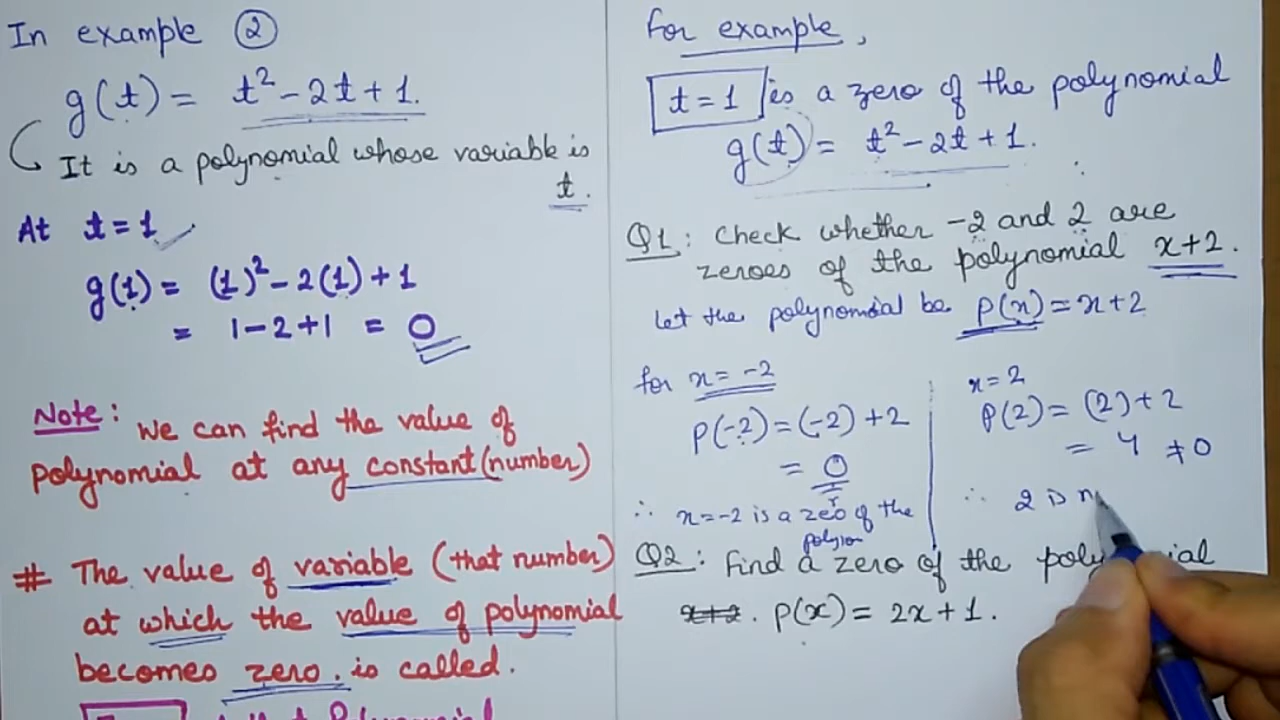 In example ②
g(t) = t² - 2t + 1.
It is a polynomial whose variable is
t.
At t = 1
g(1) = (1)² - 2(1) + 1
= 1 - 2 + 1 = 0
Note: We can find the value of
polynomial at any constant (number)
# The value of variable (that number)
at which the value of polynomial
becomes zero. is called.
For example,
t = 1 is a zero of the polynomial
g(t) = t² - 2t + 1.
Q1: Check whether -2 and 2 are
zeroes of the polynomial x+2.
Let the polynomial be p(x) = x+2
for x = -2
p(-2) = (-2) + 2
= 0
∴ x = -2 is a zero of the
x = 2
p(2) = (2) + 2
= 4 ≠ 0
∴ 2 is n
Q2: Find a zero of the polynomial
p(x) = 2x + 1.